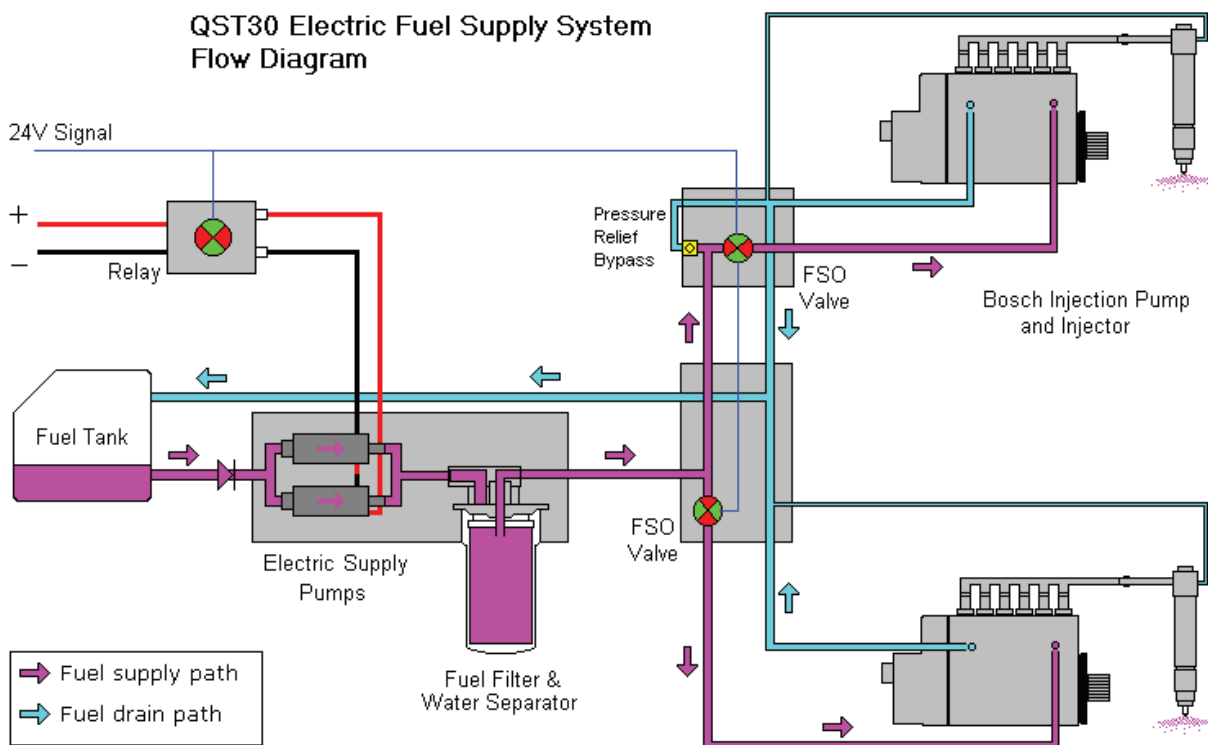 QST30 Electric Fuel Supply System
Flow Diagram
24V Signal
+
−
Relay
Pressure
Relief
Bypass
FSO
Valve
Bosch Injection Pump
and Injector
Fuel Tank
Electric Supply
Pumps
FSO
Valve
Fuel Filter &
Water Separator
Fuel supply path
Fuel drain path